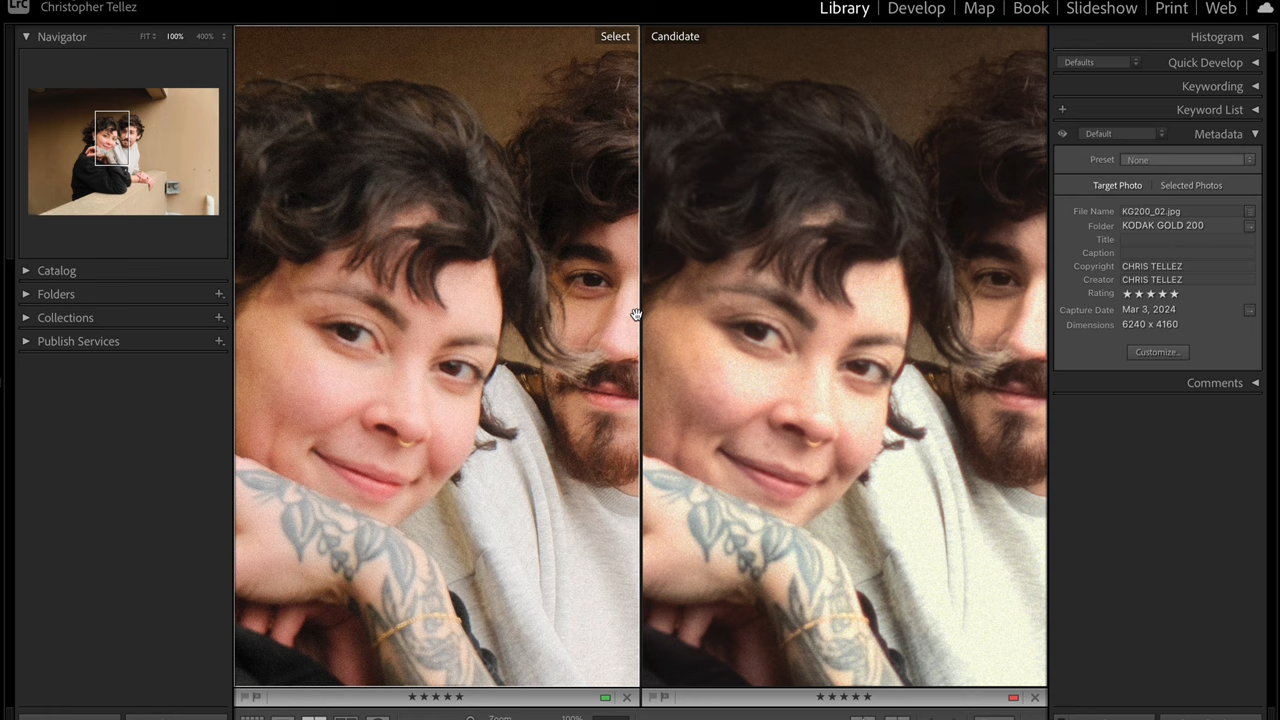 LrC
Christopher Tellez
Library | Develop | Map | Book | Slideshow | Print | Web
Navigator
FIT 100% 400%
Select
Candidate
Histogram
Defaults
Quick Develop
Keywording
+ Keyword List
Default
Metadata
Preset None
Target Photo | Selected Photos
File Name KG200_02.jpg
Folder KODAK GOLD 200
Title
Caption
Copyright CHRIS TELLEZ
Creator CHRIS TELLEZ
Rating ★★★★★
Capture Date Mar 3, 2024
Dimensions 6240 x 4160
Customize...
Comments
Catalog
Folders +
Collections +
Publish Services +
★★★★★
★★★★★
Zoom 100%